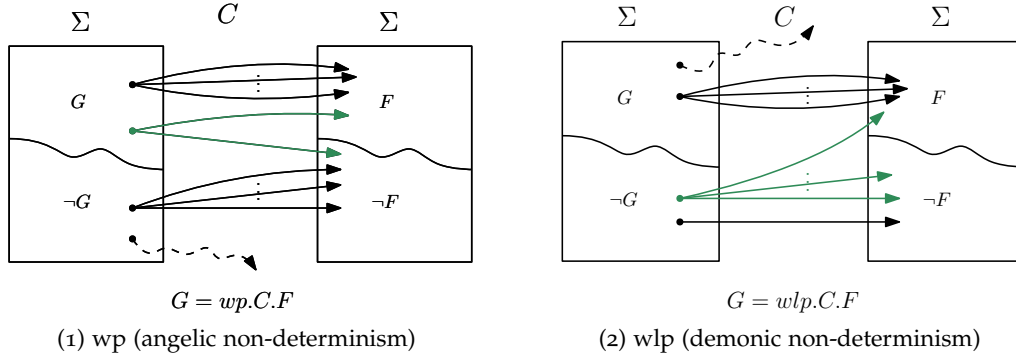 Σ C Σ
G F
¬G ¬F
G = wp.C.F
(1) wp (angelic non-determinism)
Σ C Σ
G F
¬G ¬F
G = wlp.C.F
(2) wlp (demonic non-determinism)